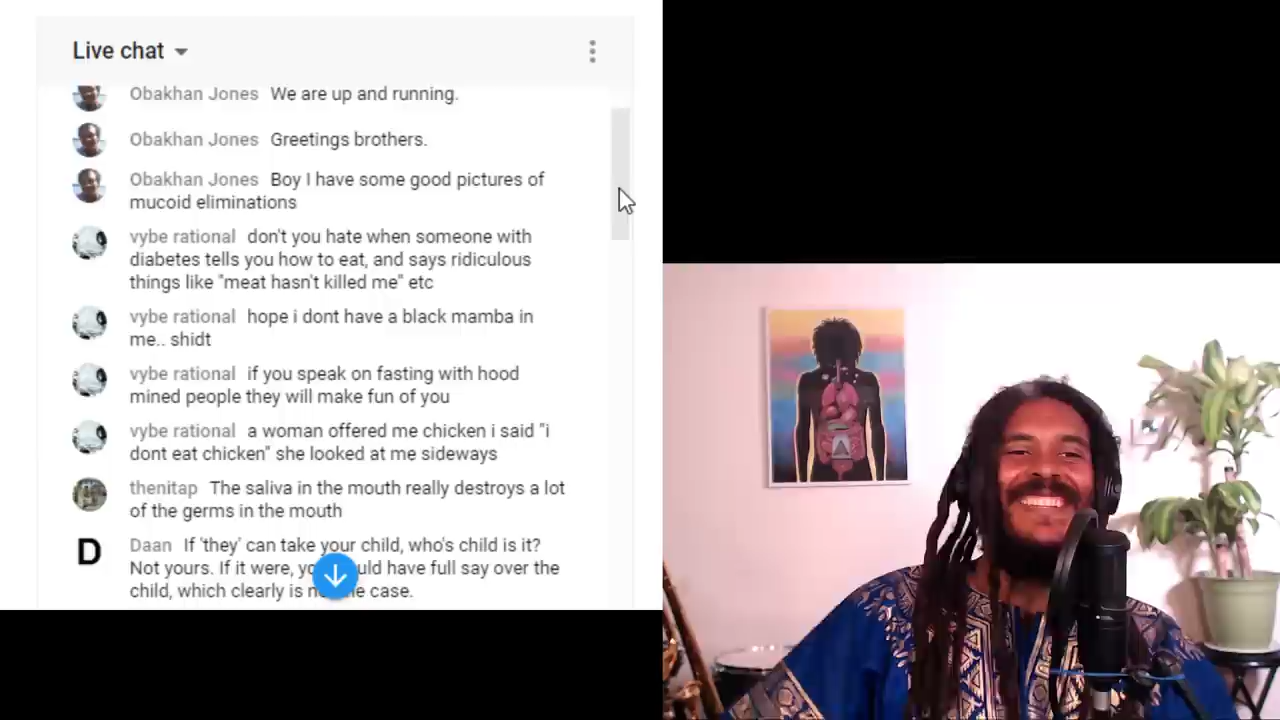 Live chat
Obakhan Jones We are up and running.
Obakhan Jones Greetings brothers.
Obakhan Jones Boy I have some good pictures of
mucoid eliminations
vybe rational don't you hate when someone with
diabetes tells you how to eat, and says ridiculous
things like "meat hasn't killed me" etc
vybe rational hope i dont have a black mamba in
me.. shidt
vybe rational if you speak on fasting with hood
mined people they will make fun of you
vybe rational a woman offered me chicken i said "i
dont eat chicken" she looked at me sideways
thenitap The saliva in the mouth really destroys a lot
of the germs in the mouth
D
Daan If 'they' can take your child, who's child is it?
Not yours. If it were, have full say over the
child, which clearly is case.